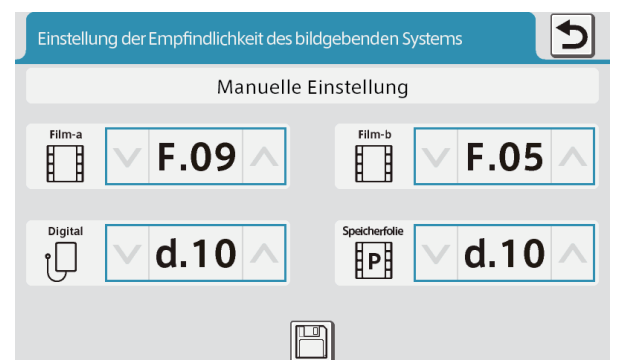 Einstellung der Empfindlichkeit des bildgebenden Systems
Manuelle Einstellung
Film-a
F.09
Film-b
F.05
Digital
d.10
Speicherfolie
P
d.10